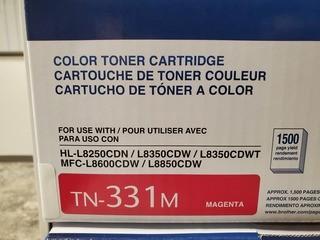 COLOR TONER CARTRIDGE
CARTOUCHE DE TONER COULEUR
CARTUCHO DE TÓNER A COLOR
FOR USE WITH / POUR UTILISER AVEC
PARA USO CON
HL-L8250CDN / L8350CDW / L8350CDWT
MFC-L8600CDW / L8850CDW
1500
page yield
rendement
rendimiento
TN-331M
MAGENTA
APPROX. 1,500 PAGES
APPROX 1500 PAGES
RENDIMIENTO APROXIM
www.brother.com/page